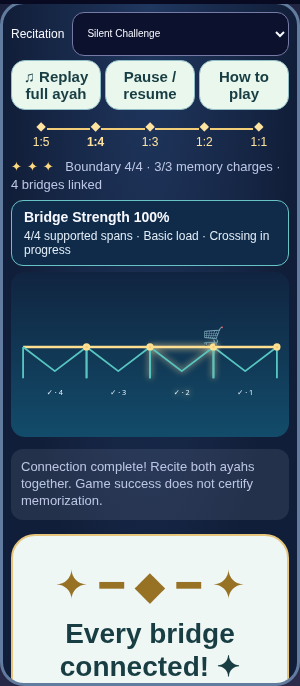 Recitation Silent Challenge
♫ Replay full ayah
Pause / resume
How to play
1:5 1:4 1:3 1:2 1:1
✦ ✦ ✦ Boundary 4/4 · 3/3 memory charges ·
4 bridges linked
Bridge Strength 100%
4/4 supported spans · Basic load · Crossing in
progress
✓ · 4 ✓ · 3 ✓ · 2 ✓ · 1
Connection complete! Recite both ayahs
together. Game success does not certify
memorization.
Every bridge
connected! ✦